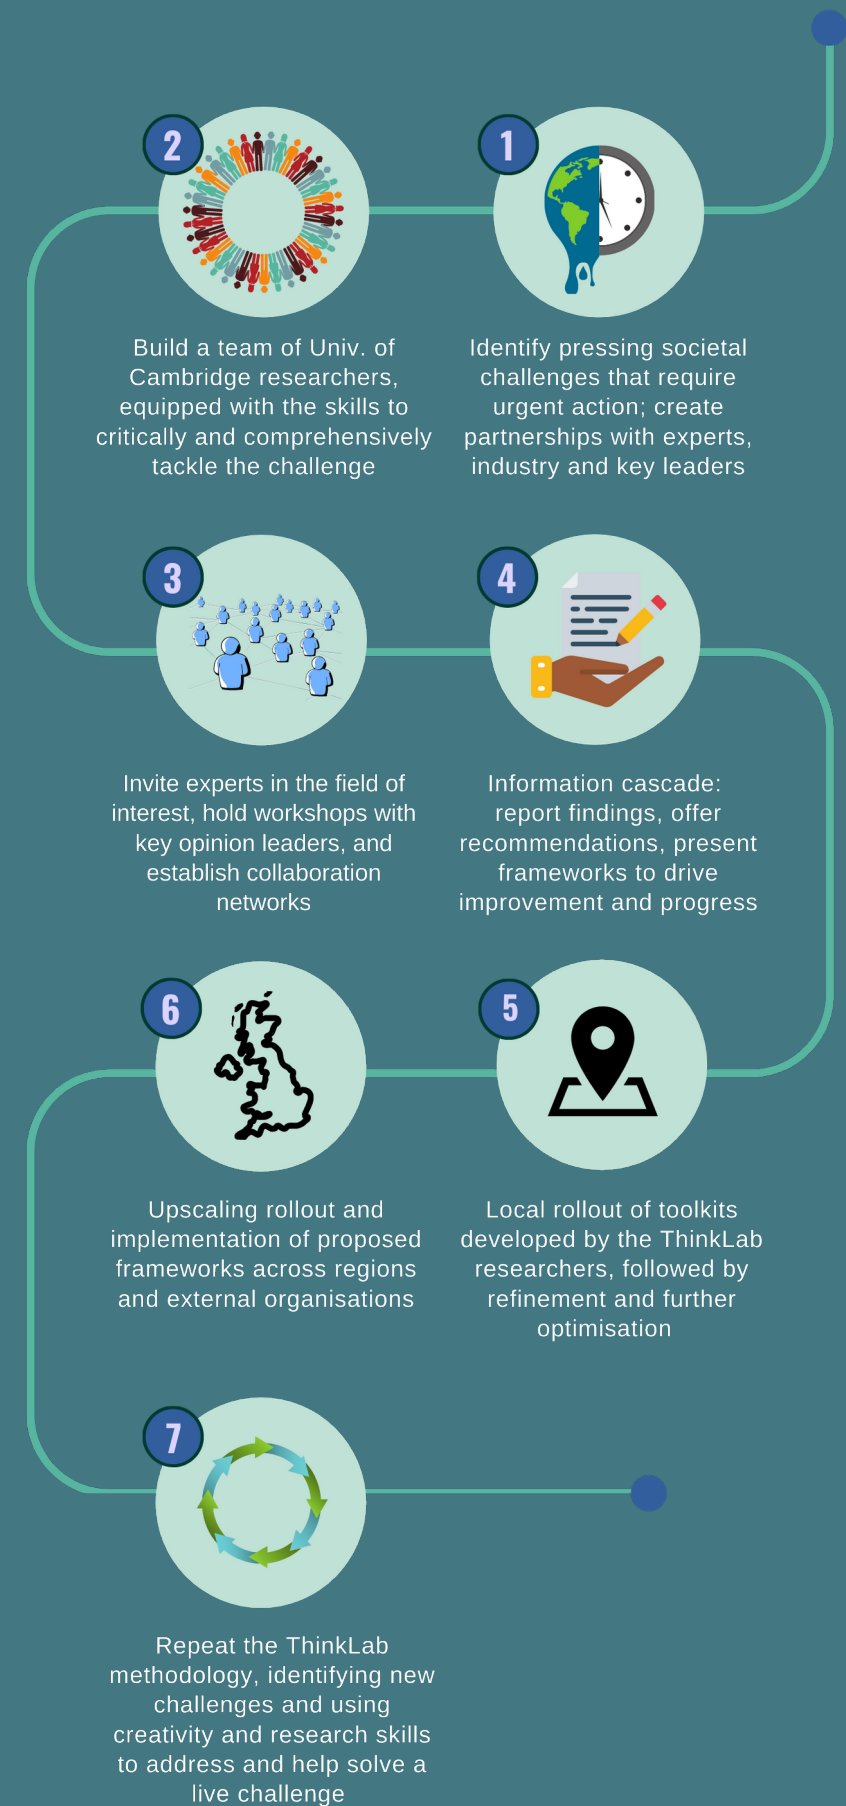 1
Identify pressing societal
challenges that require
urgent action; create
partnerships with experts,
industry and key leaders
2
Build a team of Univ. of
Cambridge researchers,
equipped with the skills to
critically and comprehensively
tackle the challenge
3
Invite experts in the field of
interest, hold workshops with
key opinion leaders, and
establish collaboration
networks
4
Information cascade:
report findings, offer
recommendations, present
frameworks to drive
improvement and progress
5
Local rollout of toolkits
developed by the ThinkLab
researchers, followed by
refinement and further
optimisation
6
Upscaling rollout and
implementation of proposed
frameworks across regions
and external organisations
7
Repeat the ThinkLab
methodology, identifying new
challenges and using
creativity and research skills
to address and help solve a
live challenge